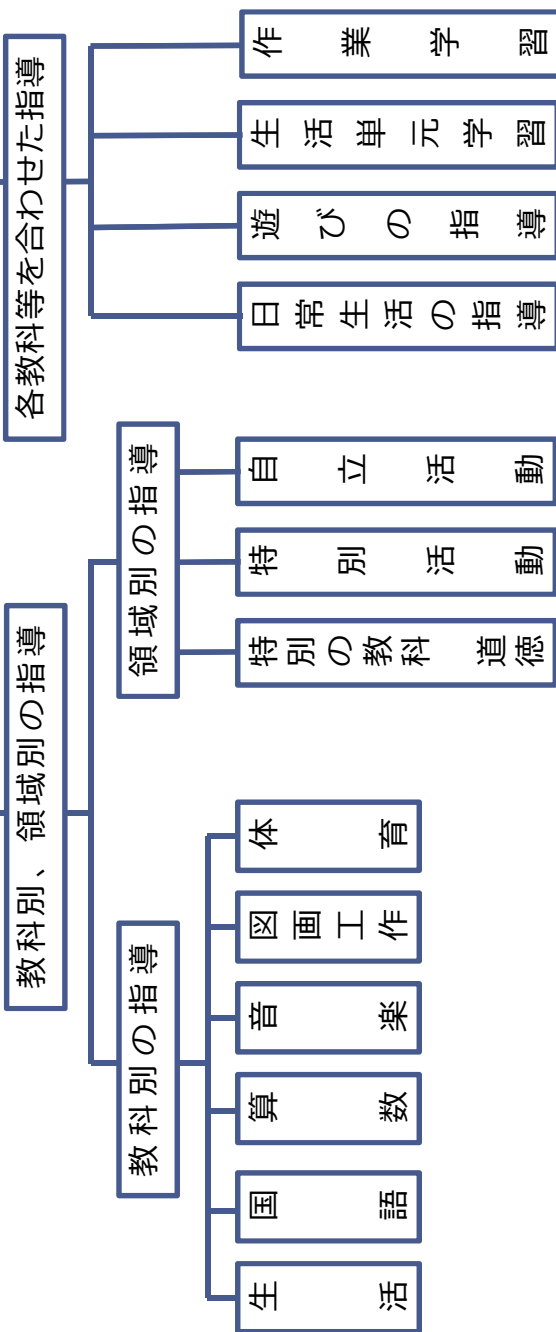 教科別、領域別の指導
教科別の指導
生活
国語
算数
音楽
図画工作
体育
領域別の指導
特別の教科 道徳
特別活動
自立活動
各教科等を合わせた指導
日常生活の指導
遊びの指導
生活単元学習
作業学習